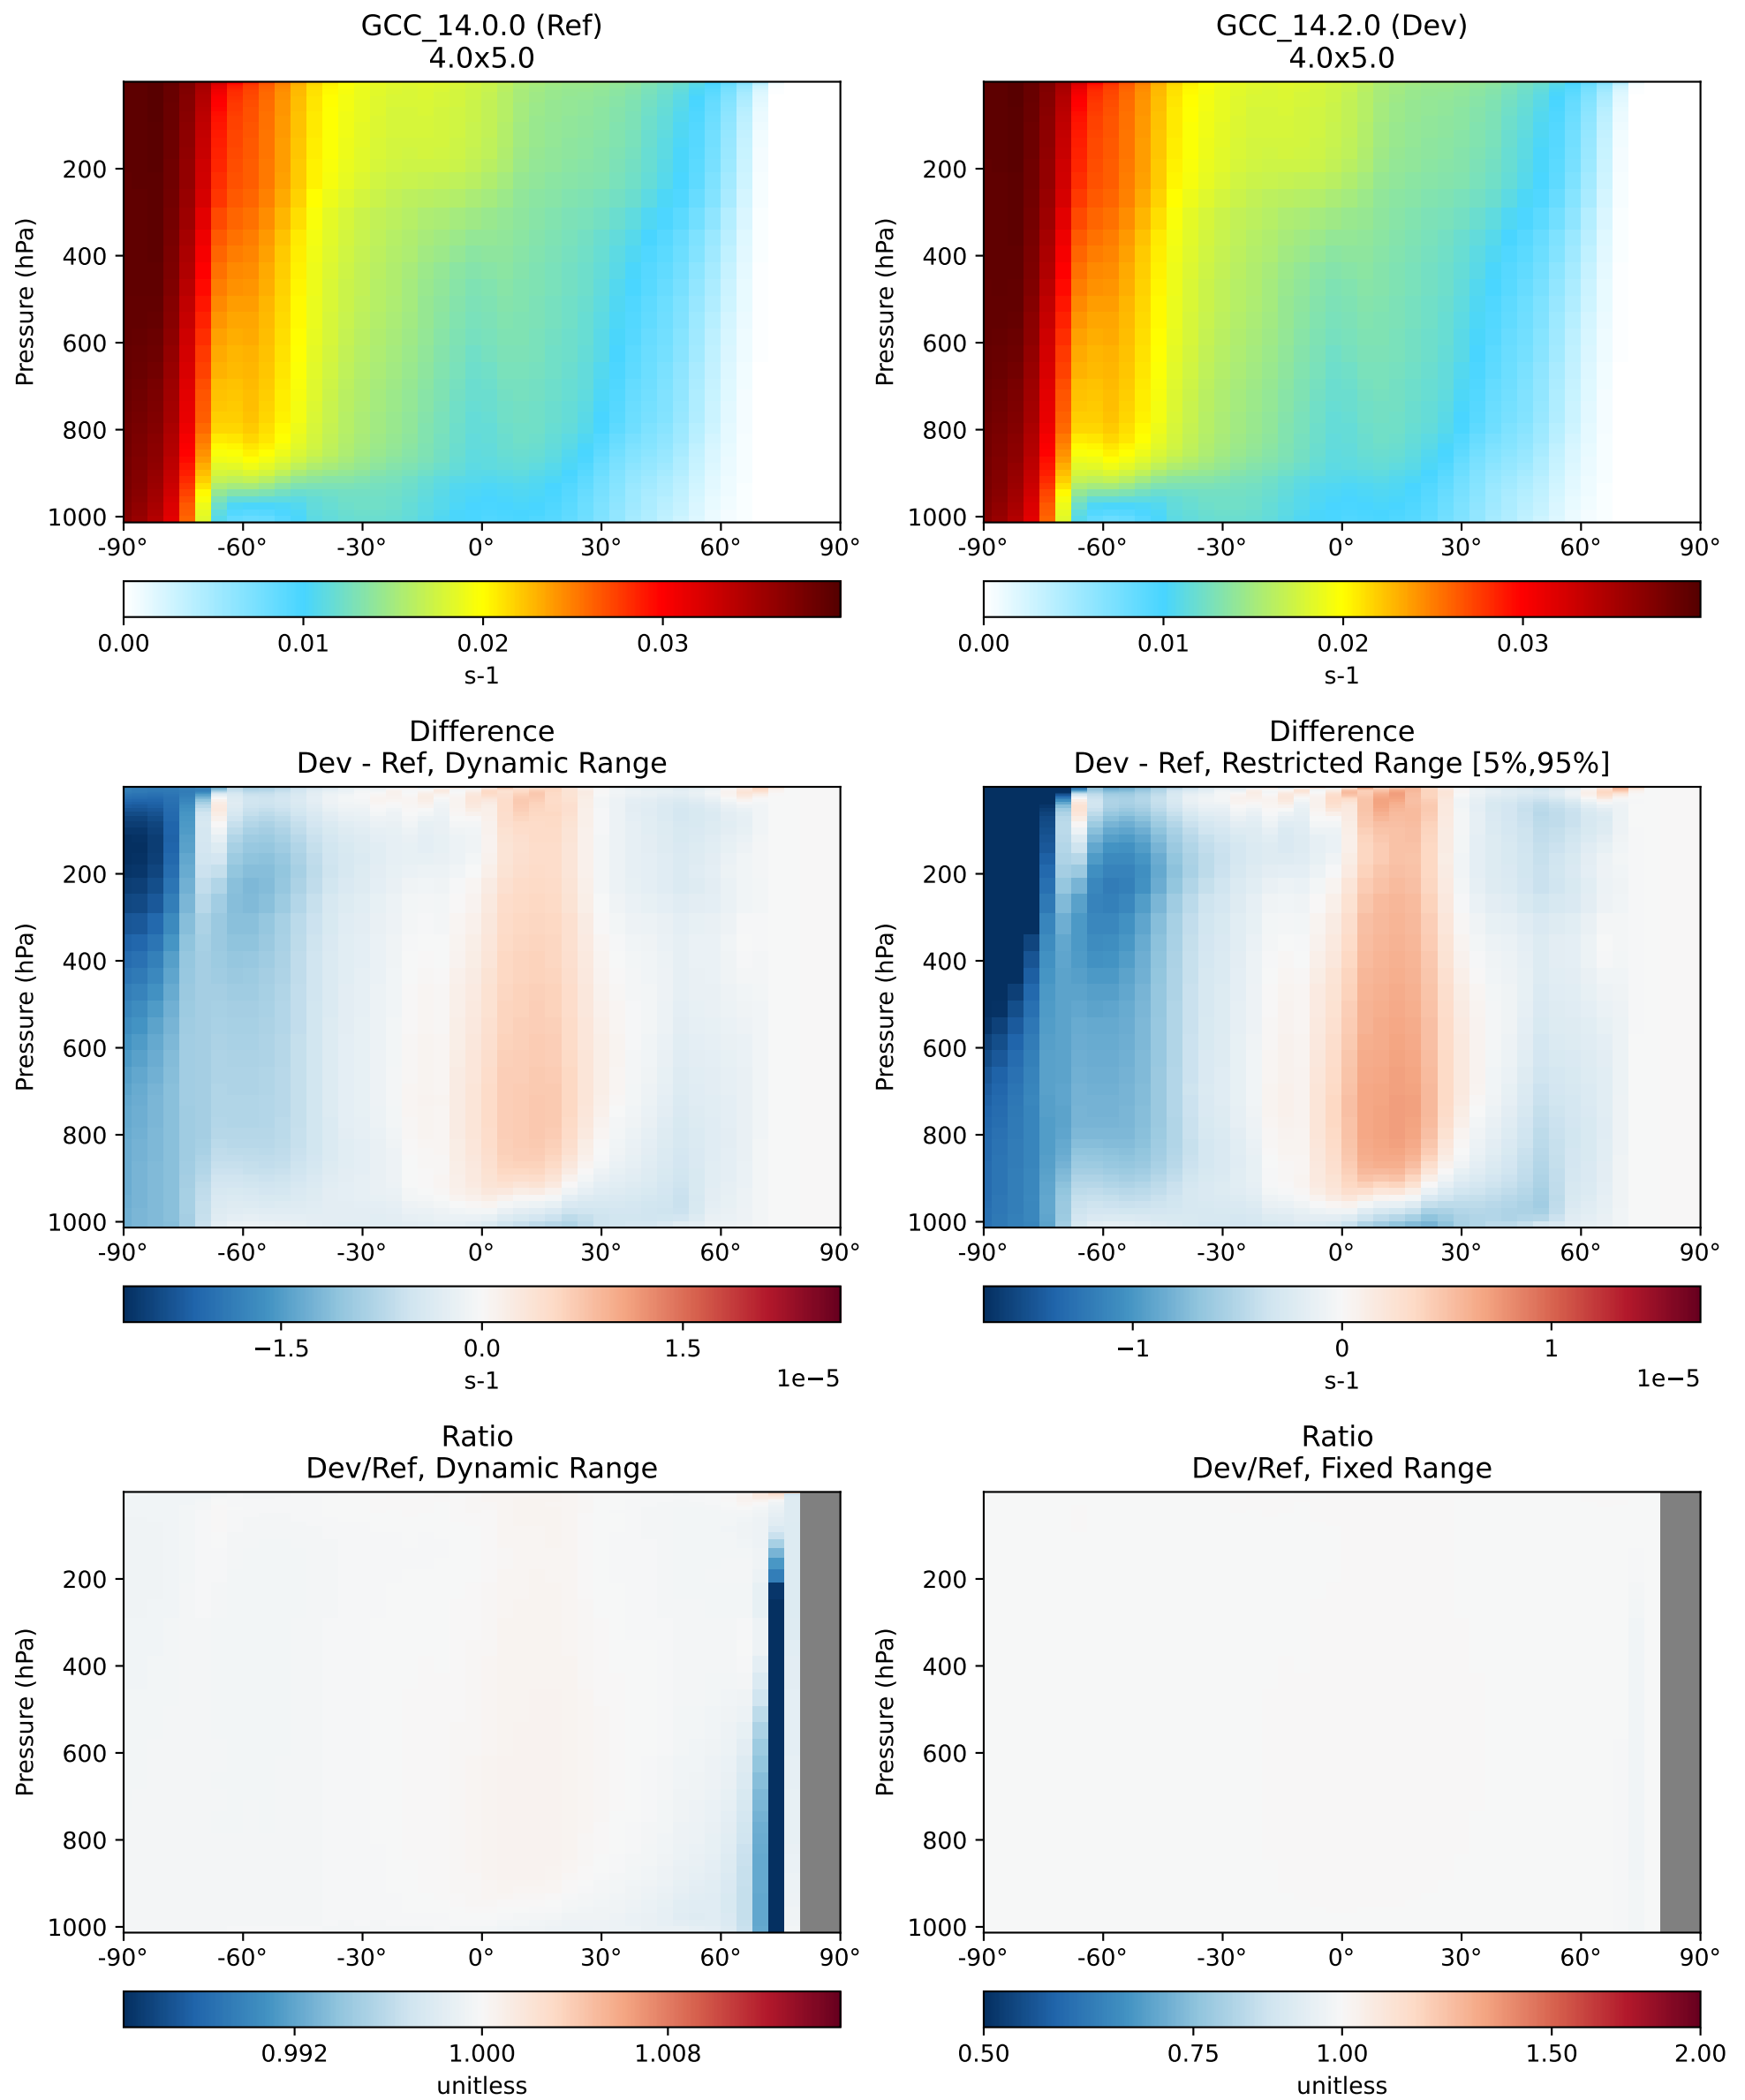 GCC_14.0.0 (Ref)
4.0x5.0
Pressure (hPa)
200
400
600
800
1000
-90° -60° -30° 0° 30° 60° 90°
0.00 0.01 0.02 0.03
s-1
GCC_14.2.0 (Dev)
4.0x5.0
Pressure (hPa)
200
400
600
800
1000
-90° -60° -30° 0° 30° 60° 90°
0.00 0.01 0.02 0.03
s-1
Difference
Dev - Ref, Dynamic Range
Pressure (hPa)
200
400
600
800
1000
-90° -60° -30° 0° 30° 60° 90°
−1.5 0.0 1.5
s-1 1e−5
Difference
Dev - Ref, Restricted Range [5%,95%]
Pressure (hPa)
200
400
600
800
1000
-90° -60° -30° 0° 30° 60° 90°
−1 0 1
s-1 1e−5
Ratio
Dev/Ref, Dynamic Range
Pressure (hPa)
200
400
600
800
1000
-90° -60° -30° 0° 30° 60° 90°
0.992 1.000 1.008
unitless
Ratio
Dev/Ref, Fixed Range
Pressure (hPa)
200
400
600
800
1000
-90° -60° -30° 0° 30° 60° 90°
0.50 0.75 1.00 1.50 2.00
unitless